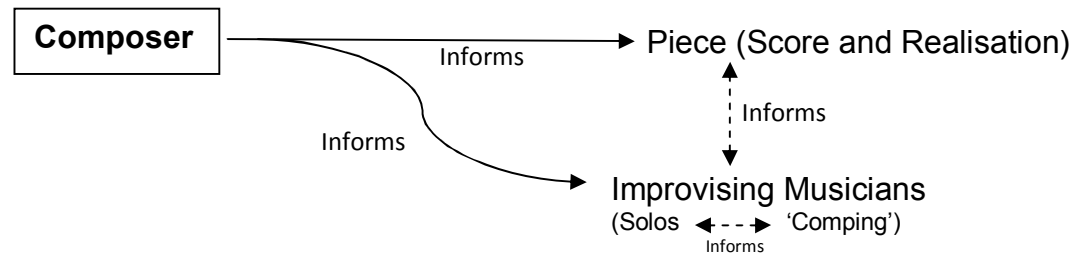 Composer
Informs
Piece (Score and Realisation)
Informs
Informs
Improvising Musicians
(Solos ‘Comping’)
Informs